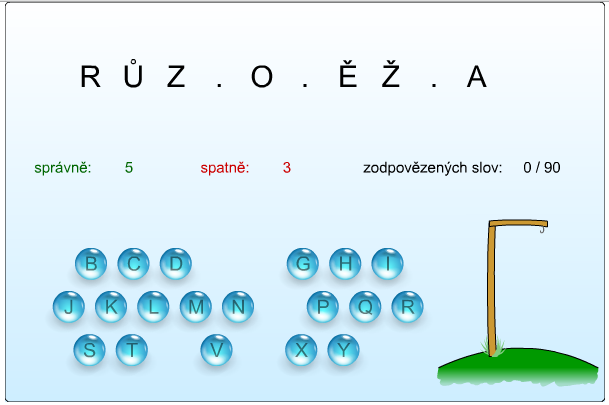 R Ů Z . O . Ě Ž . A
správně: 5 spatně: 3 zodpovězených slov: 0 / 90
B C D G H I
J K L M N P Q R
S T V X Y